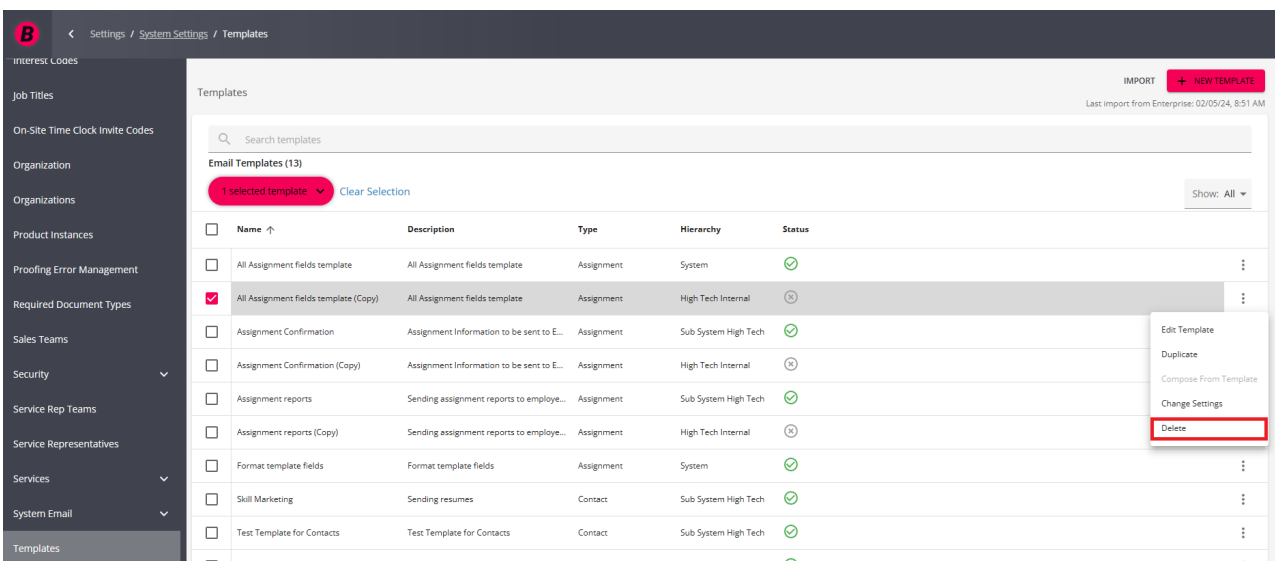 B
Settings / System Settings / Templates
Interest Codes
Job Titles
On-Site Time Clock Invite Codes
Organization
Organizations
Product Instances
Proofing Error Management
Required Document Types
Sales Teams
Security
Service Rep Teams
Service Representatives
Services
System Email
Templates
Templates
IMPORT + NEW TEMPLATE
Last import from Enterprise: 02/05/24, 8:51 AM
Search templates
Email Templates (13)
1 selected template Clear Selection
Show: All
Name Description Type Hierarchy Status
All Assignment fields template All Assignment fields template Assignment System
All Assignment fields template (Copy) All Assignment fields template Assignment High Tech Internal
Assignment Confirmation Assignment Information to be sent to E... Assignment Sub System High Tech
Assignment Confirmation (Copy) Assignment Information to be sent to E... Assignment High Tech Internal
Assignment reports Sending assignment reports to employe... Assignment Sub System High Tech
Assignment reports (Copy) Sending assignment reports to employe... Assignment High Tech Internal
Format template fields Format template fields Assignment System
Skill Marketing Sending resumes Contact Sub System High Tech
Test Template for Contacts Test Template for Contacts Contact Sub System High Tech
Edit Template
Duplicate
Compose From Template
Change Settings
Delete